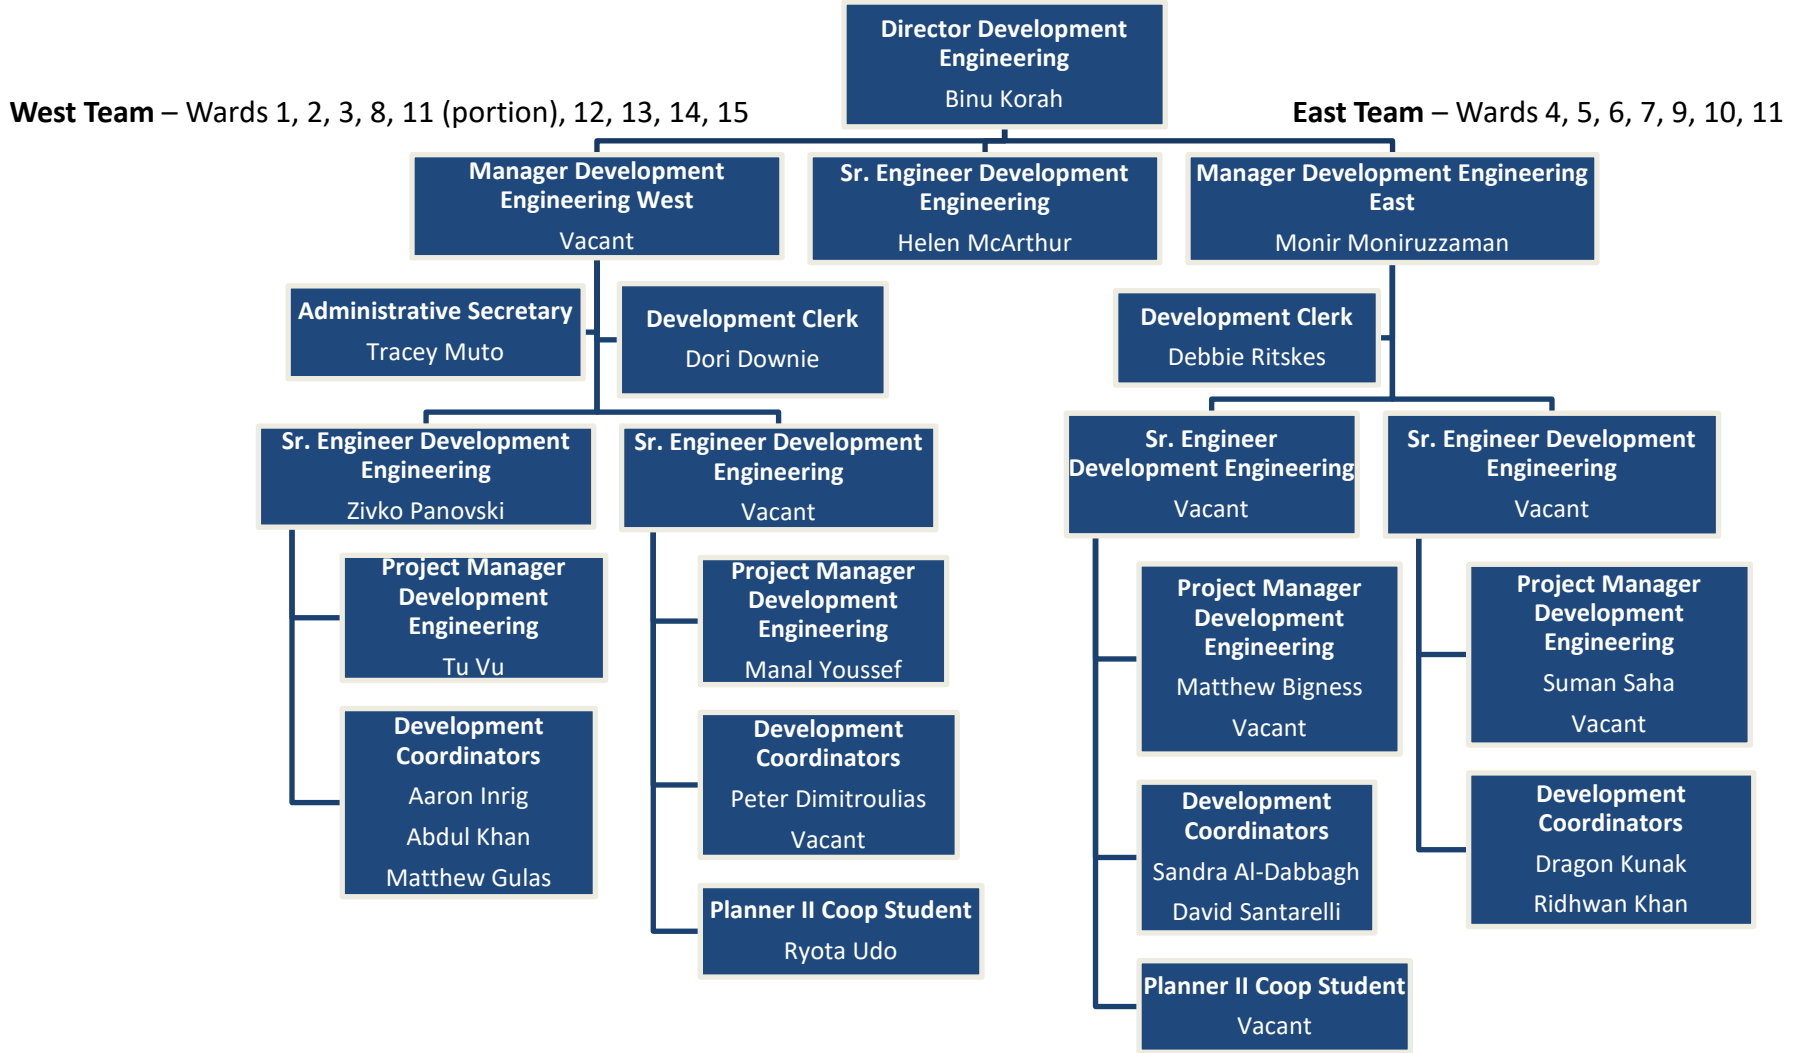 Director Development
Engineering
Binu Korah
West Team – Wards 1, 2, 3, 8, 11 (portion), 12, 13, 14, 15
East Team – Wards 4, 5, 6, 7, 9, 10, 11
Manager Development
Engineering West
Vacant
Sr. Engineer Development
Engineering
Helen McArthur
Manager Development Engineering
East
Monir Moniruzzaman
Administrative Secretary
Tracey Muto
Development Clerk
Dori Downie
Development Clerk
Debbie Ritskes
Sr. Engineer Development
Engineering
Zivko Panovski
Sr. Engineer Development
Engineering
Vacant
Sr. Engineer
Development Engineering
Vacant
Sr. Engineer Development
Engineering
Vacant
Project Manager
Development
Engineering
Tu Vu
Development
Coordinators
Aaron Inrig
Abdul Khan
Matthew Gulas
Project Manager
Development
Engineering
Manal Youssef
Development
Coordinators
Peter Dimitroulias
Vacant
Planner II Coop Student
Ryota Udo
Project Manager
Development
Engineering
Matthew Bigness
Vacant
Development
Coordinators
Sandra Al-Dabbagh
David Santarelli
Planner II Coop Student
Vacant
Project Manager
Development
Engineering
Suman Saha
Vacant
Development
Coordinators
Dragon Kunak
Ridhwan Khan